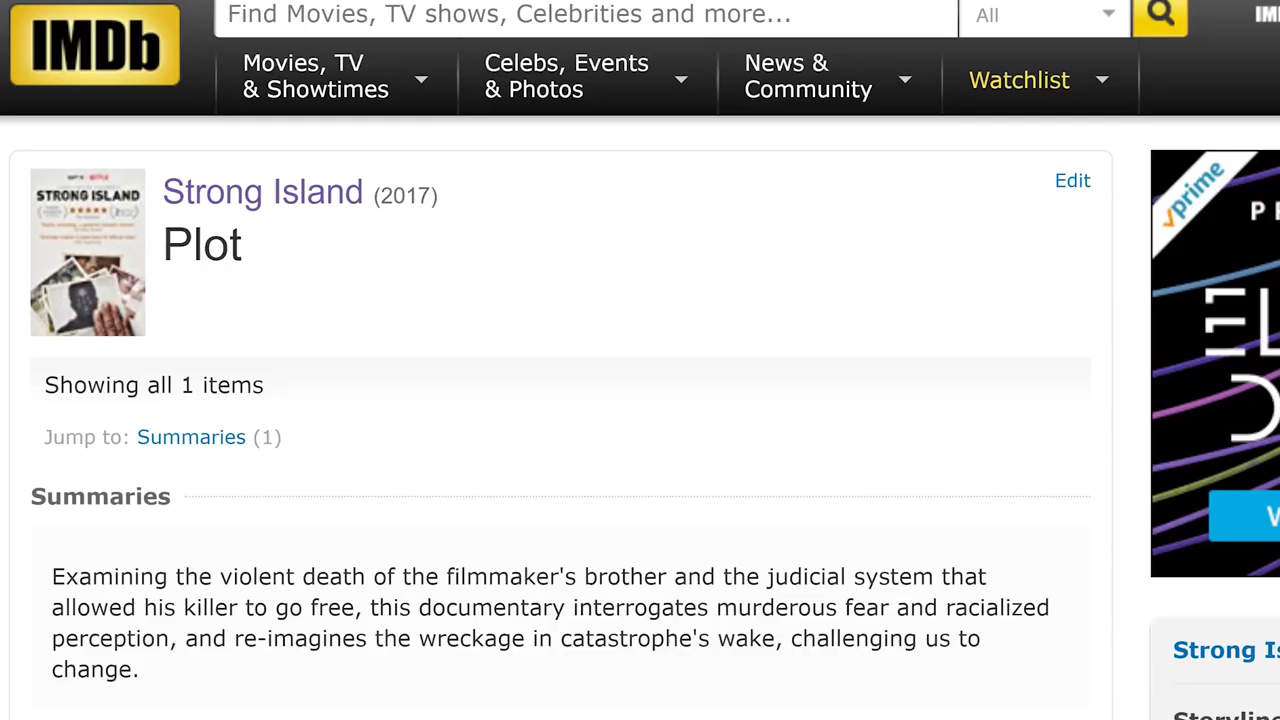 IMDb
Find Movies, TV shows, Celebrities and more...
All
Movies, TV
& Showtimes
Celebs, Events
& Photos
News &
Community
Watchlist
STRONG ISLAND
Strong Island (2017)
Edit
Plot
Showing all 1 items
Jump to: Summaries (1)
Summaries
Examining the violent death of the filmmaker's brother and the judicial system that
allowed his killer to go free, this documentary interrogates murderous fear and racialized
perception, and re-imagines the wreckage in catastrophe's wake, challenging us to
change.
prime
Strong